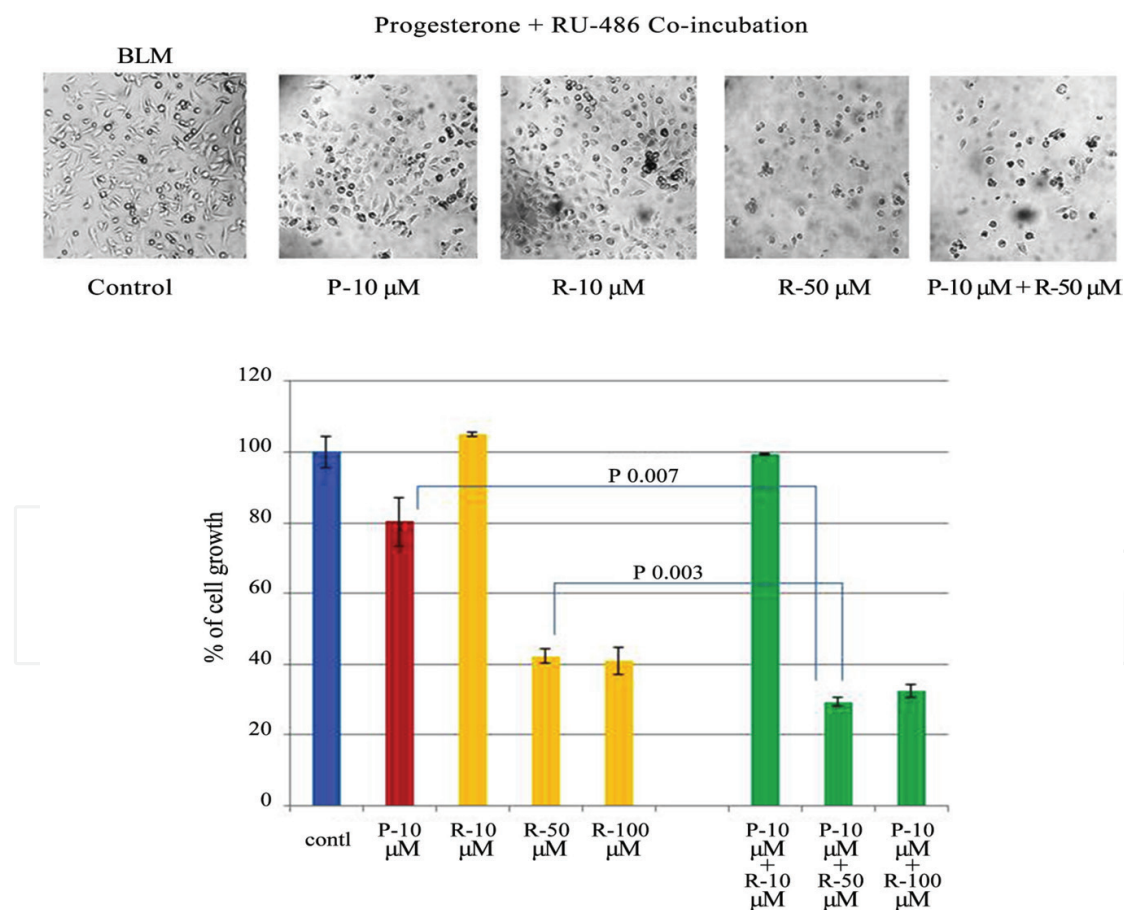 Progesterone + RU-486 Co-incubation
BLM
Control
P-10 μM
R-10 μM
R-50 μM
P-10 μM + R-50 μM
120
100
80
60
40
20
0
% of cell growth
P 0.007
P 0.003
contl
P-10
μM
R-10
μM
R-50
μM
R-100
μM
P-10
μM
+
R-10
μM
P-10
μM
+
R-50
μM
P-10
μM
+
R-100
μM